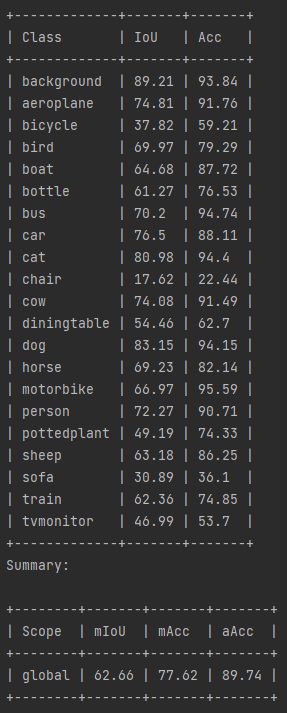 +-------------+-------+-------+
| Class       | IoU   | Acc   |
+-------------+-------+-------+
| background  | 89.21 | 93.84 |
| aeroplane   | 74.81 | 91.76 |
| bicycle     | 37.82 | 59.21 |
| bird        | 69.97 | 79.29 |
| boat        | 64.68 | 87.72 |
| bottle      | 61.27 | 76.53 |
| bus         | 70.2  | 94.74 |
| car         | 76.5  | 88.11 |
| cat         | 80.98 | 94.4  |
| chair       | 17.62 | 22.44 |
| cow         | 74.08 | 91.49 |
| diningtable | 54.46 | 62.7  |
| dog         | 83.15 | 94.15 |
| horse       | 69.23 | 82.14 |
| motorbike   | 66.97 | 95.59 |
| person      | 72.27 | 90.71 |
| pottedplant | 49.19 | 74.33 |
| sheep       | 63.18 | 86.25 |
| sofa        | 30.89 | 36.1  |
| train       | 62.36 | 74.85 |
| tvmonitor   | 46.99 | 53.7  |
+-------------+-------+-------+
Summary:

+--------+-------+-------+-------+
| Scope  | mIoU  | mAcc  | aAcc  |
+--------+-------+-------+-------+
| global | 62.66 | 77.62 | 89.74 |
+--------+-------+-------+-------+